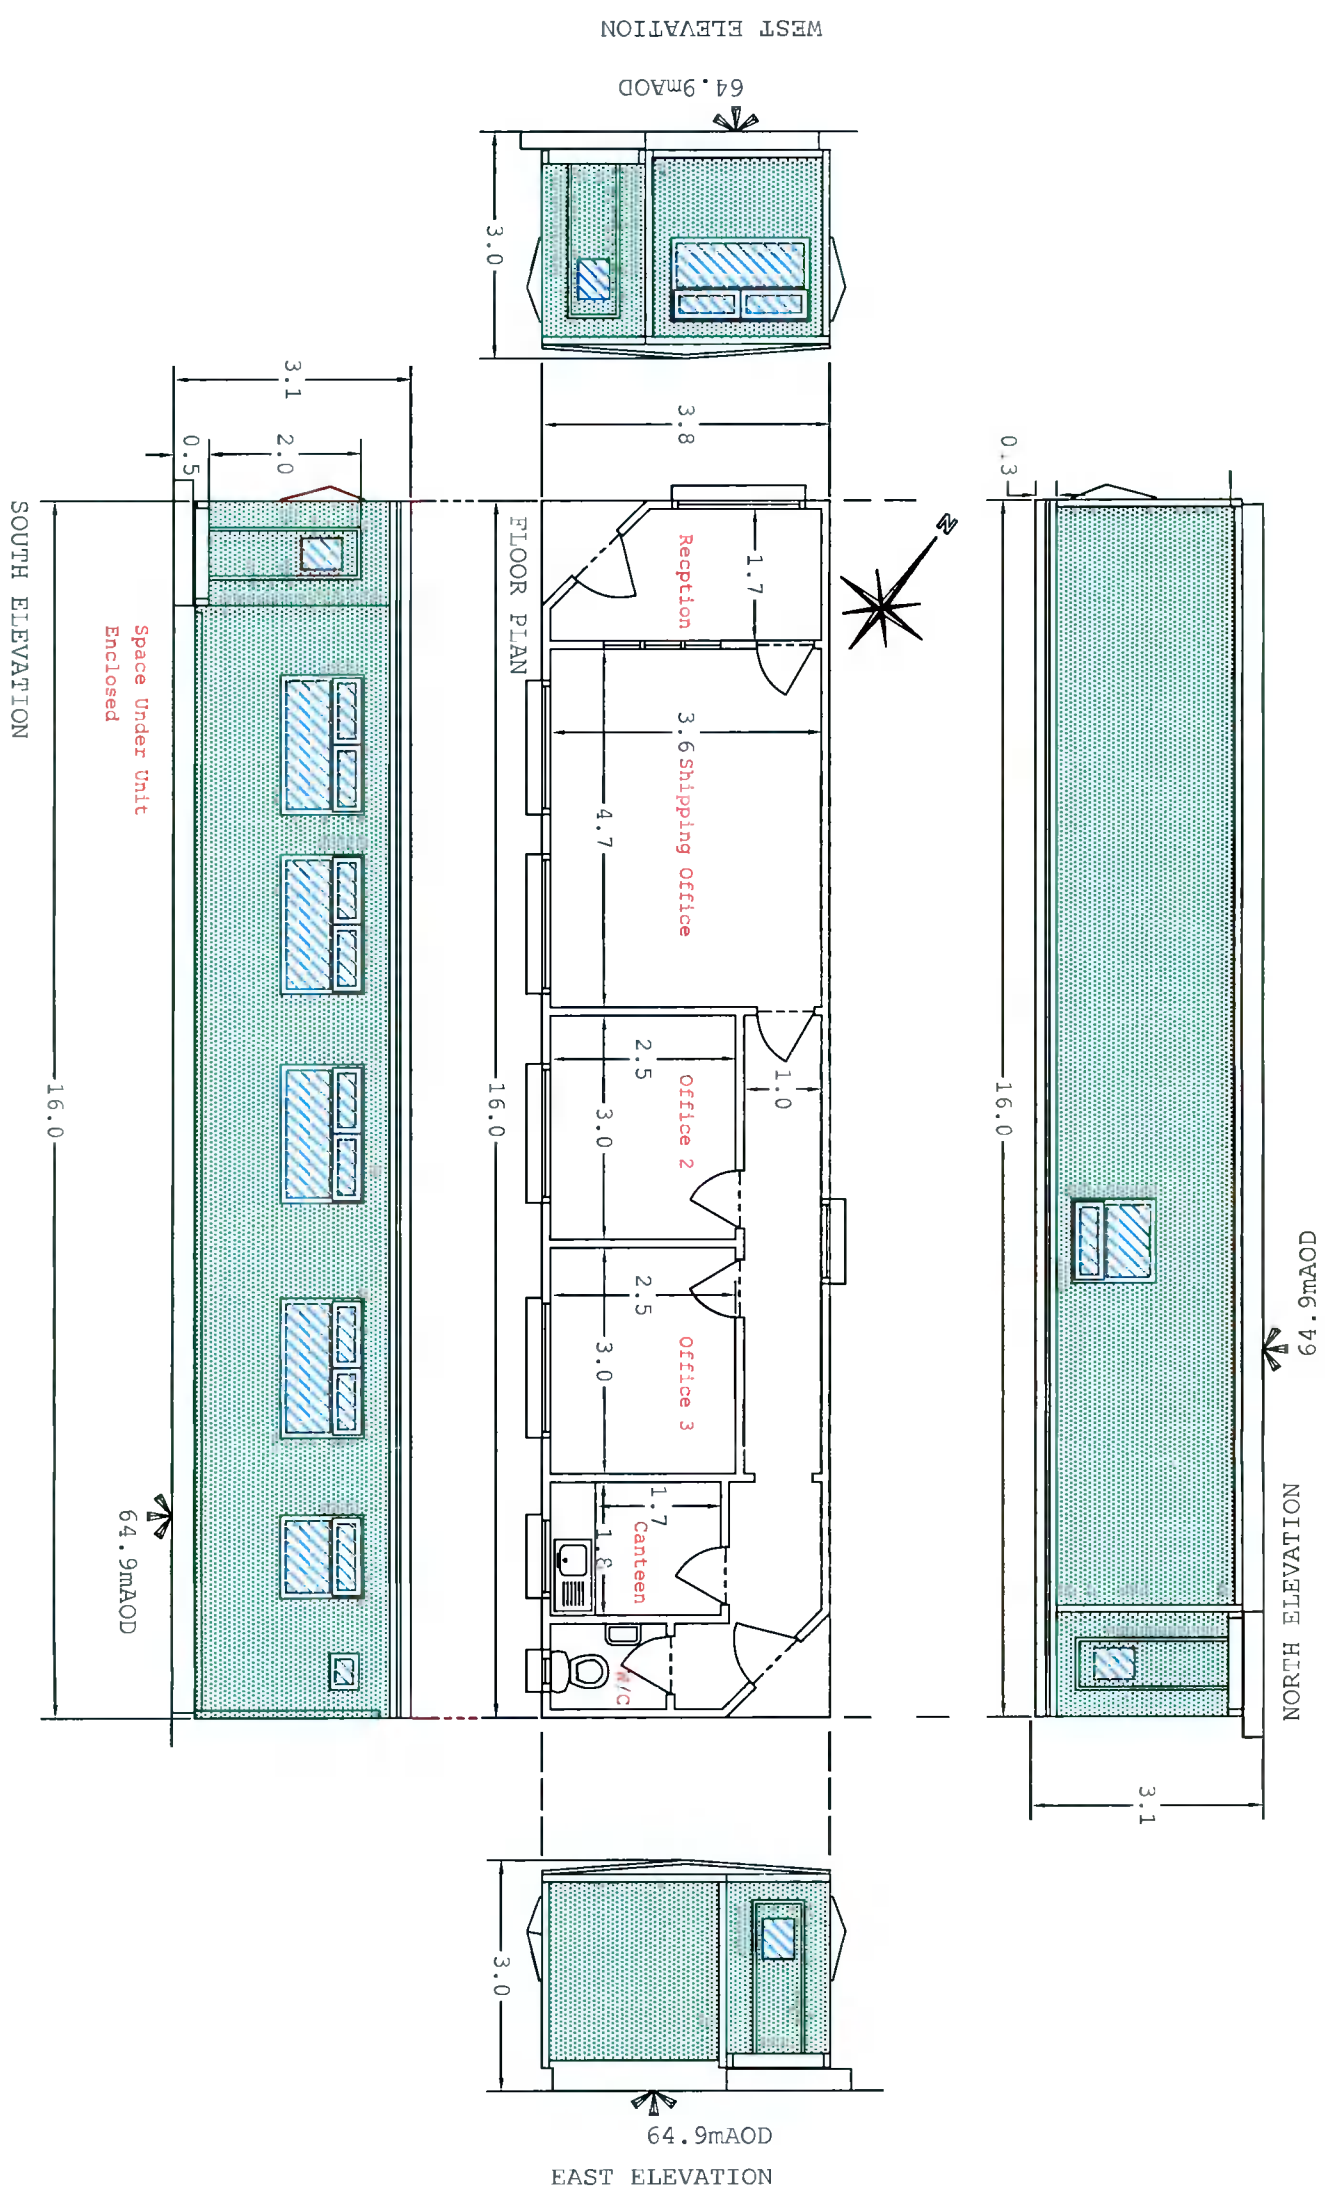 WEST ELEVATION
64.9mAOD
3.0
3.8
3.1
2.0
0.5
0.3
N
SOUTH ELEVATION
Space Under Unit
Enclosed
16.0
64.9mAOD
FLOOR PLAN
16.0
Recption
1.7
3.6
Shipping Office
4.7
Office 2
2.5
3.0
1.0
Office 3
2.5
3.0
Canteen
1.7
1.8
W/C
16.0
64.9mAOD
NORTH ELEVATION
3.1
3.0
64.9mAOD
EAST ELEVATION